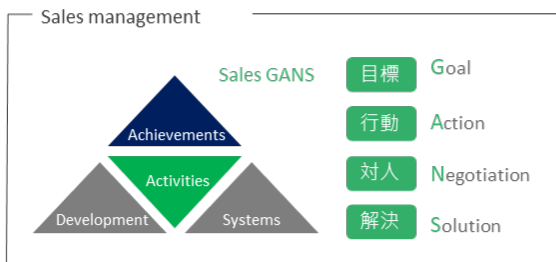 Sales management
Sales GANS
Achievements
Activities
Development
Systems
目標 Goal
行動 Action
対人 Negotiation
解決 Solution